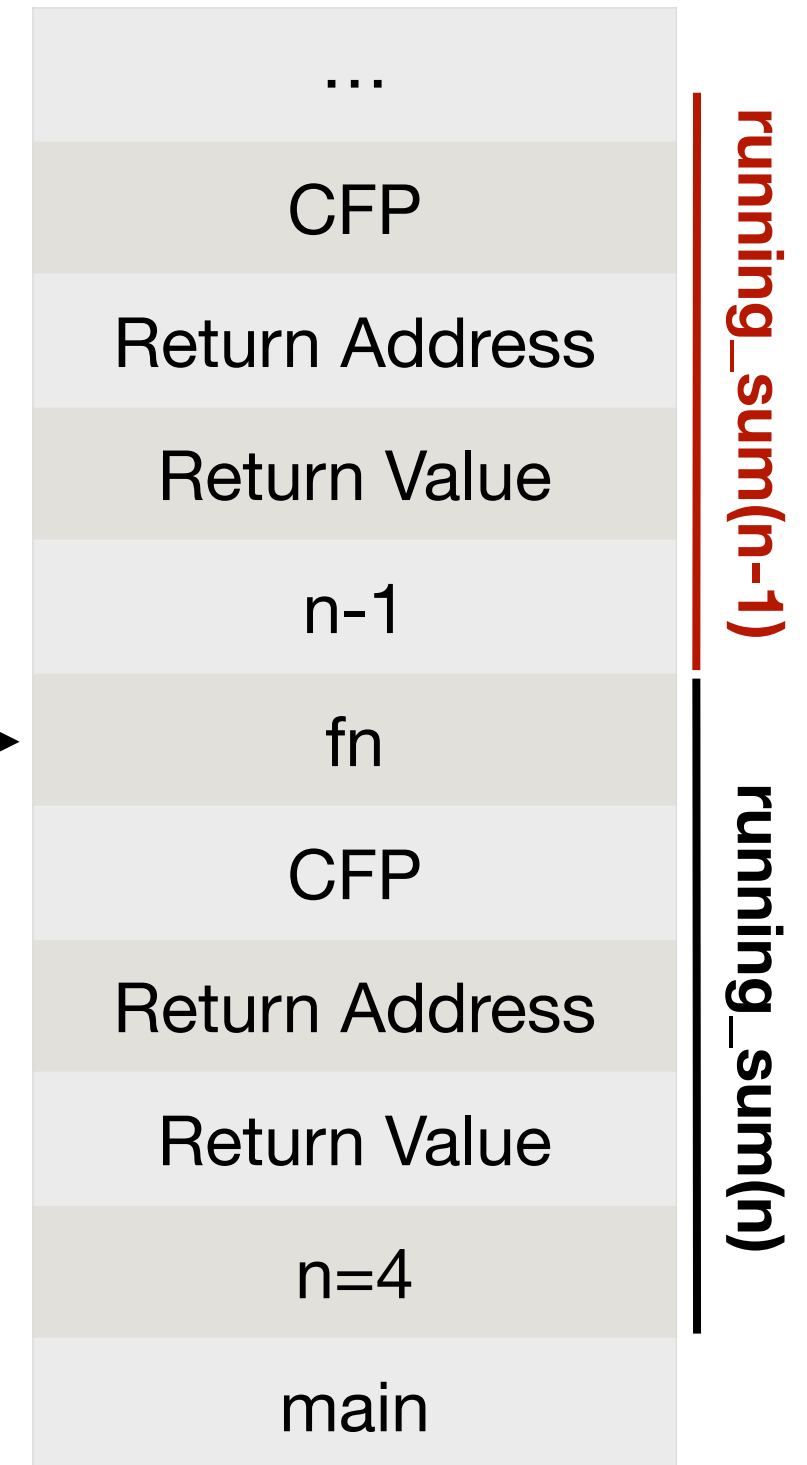 ...
CFP
Return Address
Return Value
n-1
fn
CFP
Return Address
Return Value
n=4
main
running_sum(n-1)
running_sum(n)